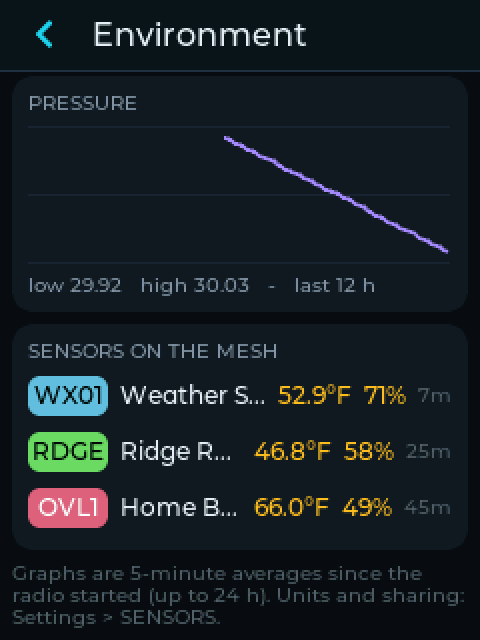 Environment
PRESSURE
low 29.92 high 30.03 - last 12 h
SENSORS ON THE MESH
WX01 Weather S... 52.9°F 71% 7m
RDGE Ridge R... 46.8°F 58% 25m
OVL1 Home B... 66.0°F 49% 45m
Graphs are 5-minute averages since the
radio started (up to 24 h). Units and sharing:
Settings > SENSORS.